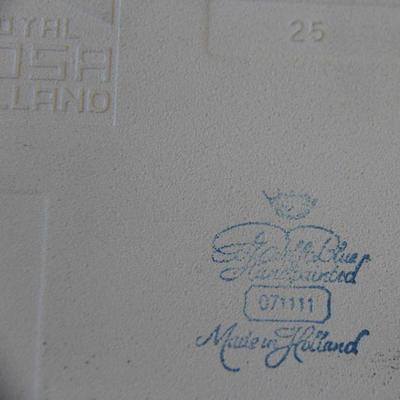 OYAL
OSA
LLAND
25
Delft Blue
Handpainted
071111
Made in Holland